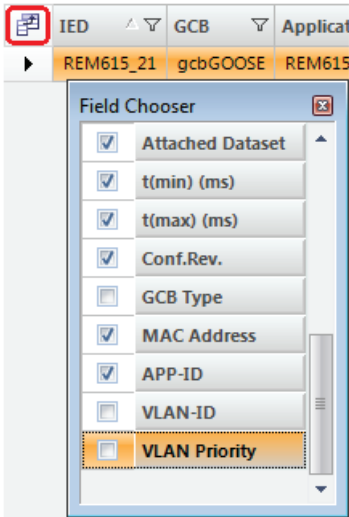 IED GCB Applicat
REM615_21 gcbGOOSE REM615
Field Chooser
Attached Dataset
t(min) (ms)
t(max) (ms)
Conf.Rev.
GCB Type
MAC Address
APP-ID
VLAN-ID
VLAN Priority